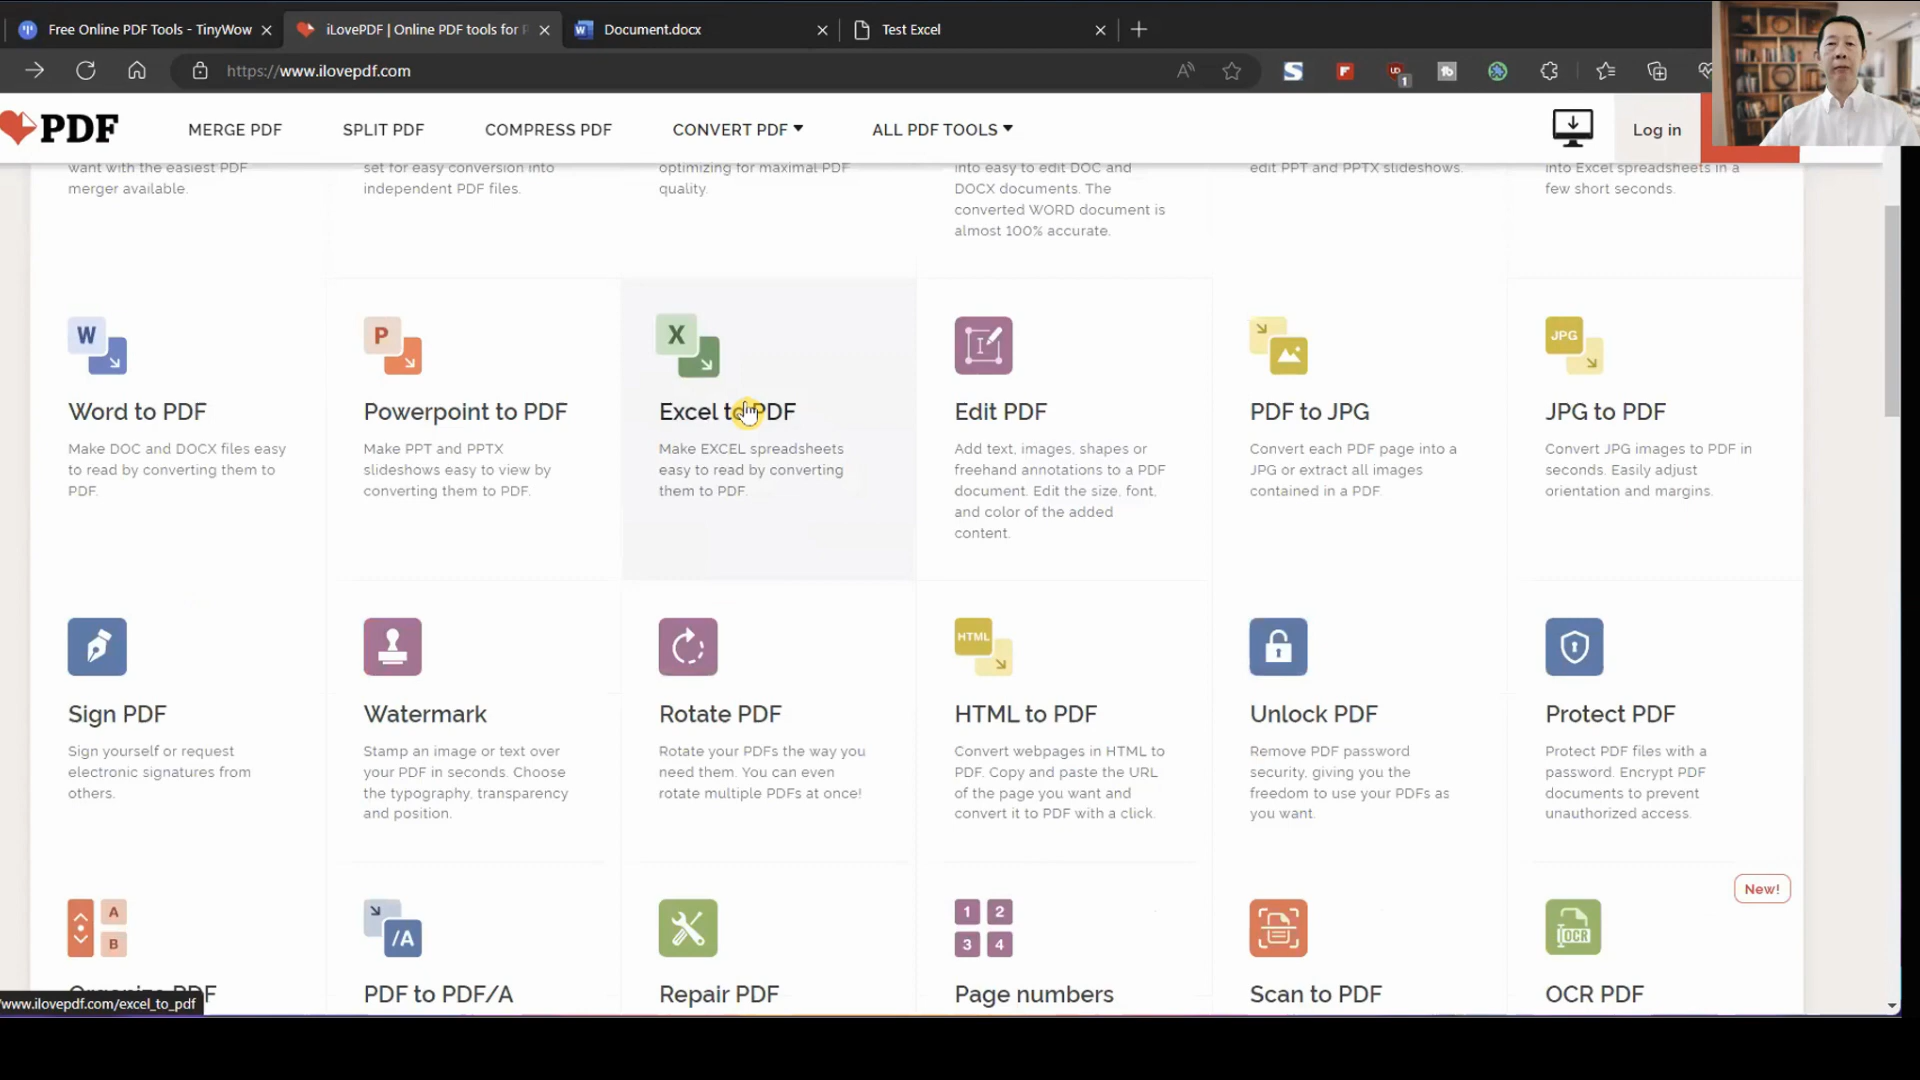 Free Online PDF Tools - TinyWow
iLovePDF | Online PDF tools for
Document.docx
Test Excel
https://www.ilovepdf.com
PDF
MERGE PDF
SPLIT PDF
COMPRESS PDF
CONVERT PDF
ALL PDF TOOLS
Log in
want with the easiest PDF
merger available.
set for easy conversion into
independent PDF files.
optimizing for maximal PDF
quality.
into easy to edit DOC and
DOCX documents. The
converted WORD document is
almost 100% accurate.
edit PPT and PPTX slideshows.
into Excel spreadsheets in a
few short seconds.
W
Word to PDF
Make DOC and DOCX files easy
to read by converting them to
PDF.
P
Powerpoint to PDF
Make PPT and PPTX
slideshows easy to view by
converting them to PDF.
X
Excel to PDF
Make EXCEL spreadsheets
easy to read by converting
them to PDF.
Edit PDF
Add text, images, shapes or
freehand annotations to a PDF
document. Edit the size, font,
and color of the added
content.
PDF to JPG
Convert each PDF page into a
JPG or extract all images
contained in a PDF.
JPG
JPG to PDF
Convert JPG images to PDF in
seconds. Easily adjust
orientation and margins.
Sign PDF
Sign yourself or request
electronic signatures from
others.
Watermark
Stamp an image or text over
your PDF in seconds. Choose
the typography, transparency
and position.
Rotate PDF
Rotate your PDFs the way you
need them. You can even
rotate multiple PDFs at once!
HTML
HTML to PDF
Convert webpages in HTML to
PDF. Copy and paste the URL
of the page you want and
convert it to PDF with a click.
Unlock PDF
Remove PDF password
security, giving you the
freedom to use your PDFs as
you want.
Protect PDF
Protect PDF files with a
password. Encrypt PDF
documents to prevent
unauthorized access.
A
B
Organize PDF
/A
PDF to PDF/A
Repair PDF
1 2
3 4
Page numbers
Scan to PDF
New!
OCR
OCR PDF
/www.ilovepdf.com/excel_to_pdf